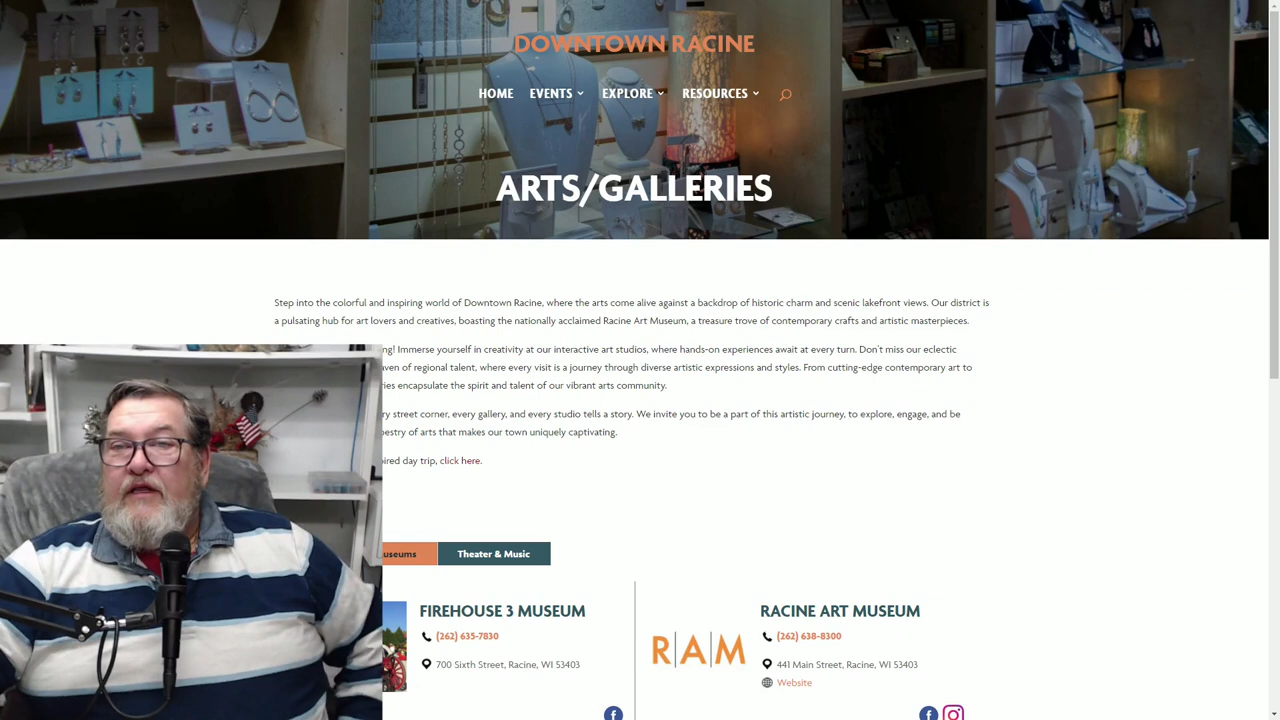 DOWNTOWN RACINE
HOME EVENTS EXPLORE RESOURCES
ARTS/GALLERIES
Step into the colorful and inspiring world of Downtown Racine, where the arts come alive against a backdrop of historic charm and scenic lakefront views. Our district is
a pulsating hub for art lovers and creatives, boasting the nationally acclaimed Racine Art Museum, a treasure trove of contemporary crafts and artistic masterpieces.
ng! Immerse yourself in creativity at our interactive art studios, where hands-on experiences await at every turn. Don't miss our eclectic
aven of regional talent, where every visit is a journey through diverse artistic expressions and styles. From cutting-edge contemporary art to
ries encapsulate the spirit and talent of our vibrant arts community.
ry street corner, every gallery, and every studio tells a story. We invite you to be a part of this artistic journey, to explore, engage, and be
pestry of arts that makes our town uniquely captivating.
pired day trip, click here.
useums Theater & Music
FIREHOUSE 3 MUSEUM
(262) 635-7830
700 Sixth Street, Racine, WI 53403
R|A|M
RACINE ART MUSEUM
(262) 638-8300
441 Main Street, Racine, WI 53403
Website